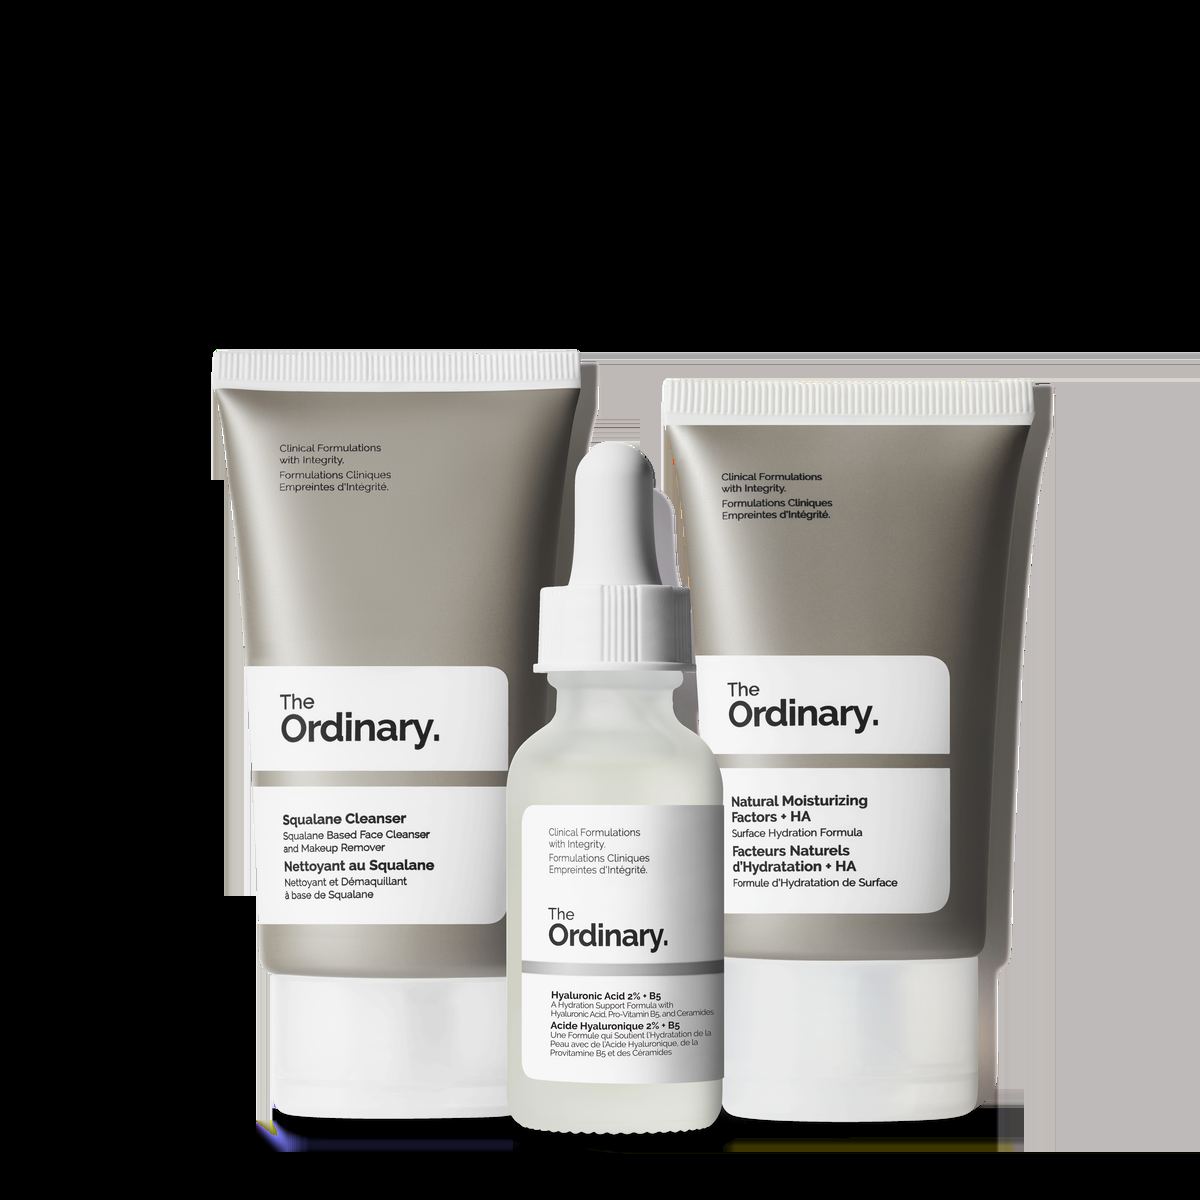 Clinical Formulations
with Integrity.
Formulations Cliniques
Empreintes d'Intégrité.
The
Ordinary.
Squalane Cleanser
Squalane Based Face Cleanser
and Makeup Remover
Nettoyant au Squalane
Nettoyant et Démaquillant
à base de Squalane
Clinical Formulations
with Integrity.
Formulations Cliniques
Empreintes d'Intégrité.
The
Ordinary.
Hyaluronic Acid 2% + B5
A Hydration Support Formula with
Hyaluronic Acid, Pro-Vitamin B5, and Ceramides
Acide Hyaluronique 2% + B5
Une Formule qui Soutient l'Hydratation de la
Peau avec de l'Acide Hyaluronique, de la
Provitamine B5 et des Céramides
Clinical Formulations
with Integrity.
Formulations Cliniques
Empreintes d'Intégrité.
The
Ordinary.
Natural Moisturizing
Factors + HA
Surface Hydration Formula
Facteurs Naturels
d'Hydratation + HA
Formule d'Hydratation de Surface